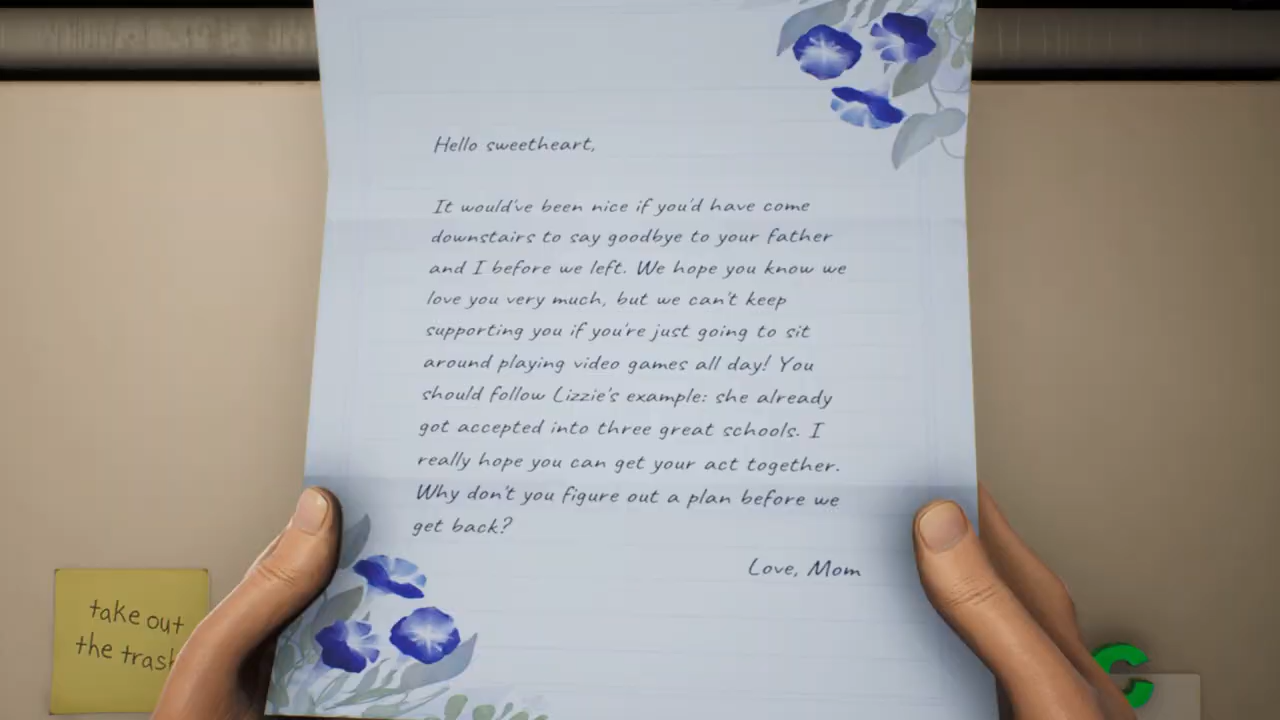 Hello sweetheart,
It would've been nice if you'd have come
downstairs to say goodbye to your father
and I before we left. We hope you know we
love you very much, but we can't keep
supporting you if you're just going to sit
around playing video games all day! You
should follow Lizzie's example: she already
got accepted into three great schools. I
really hope you can get your act together.
Why don't you figure out a plan before we
get back?
Love, Mom
take out
the trash